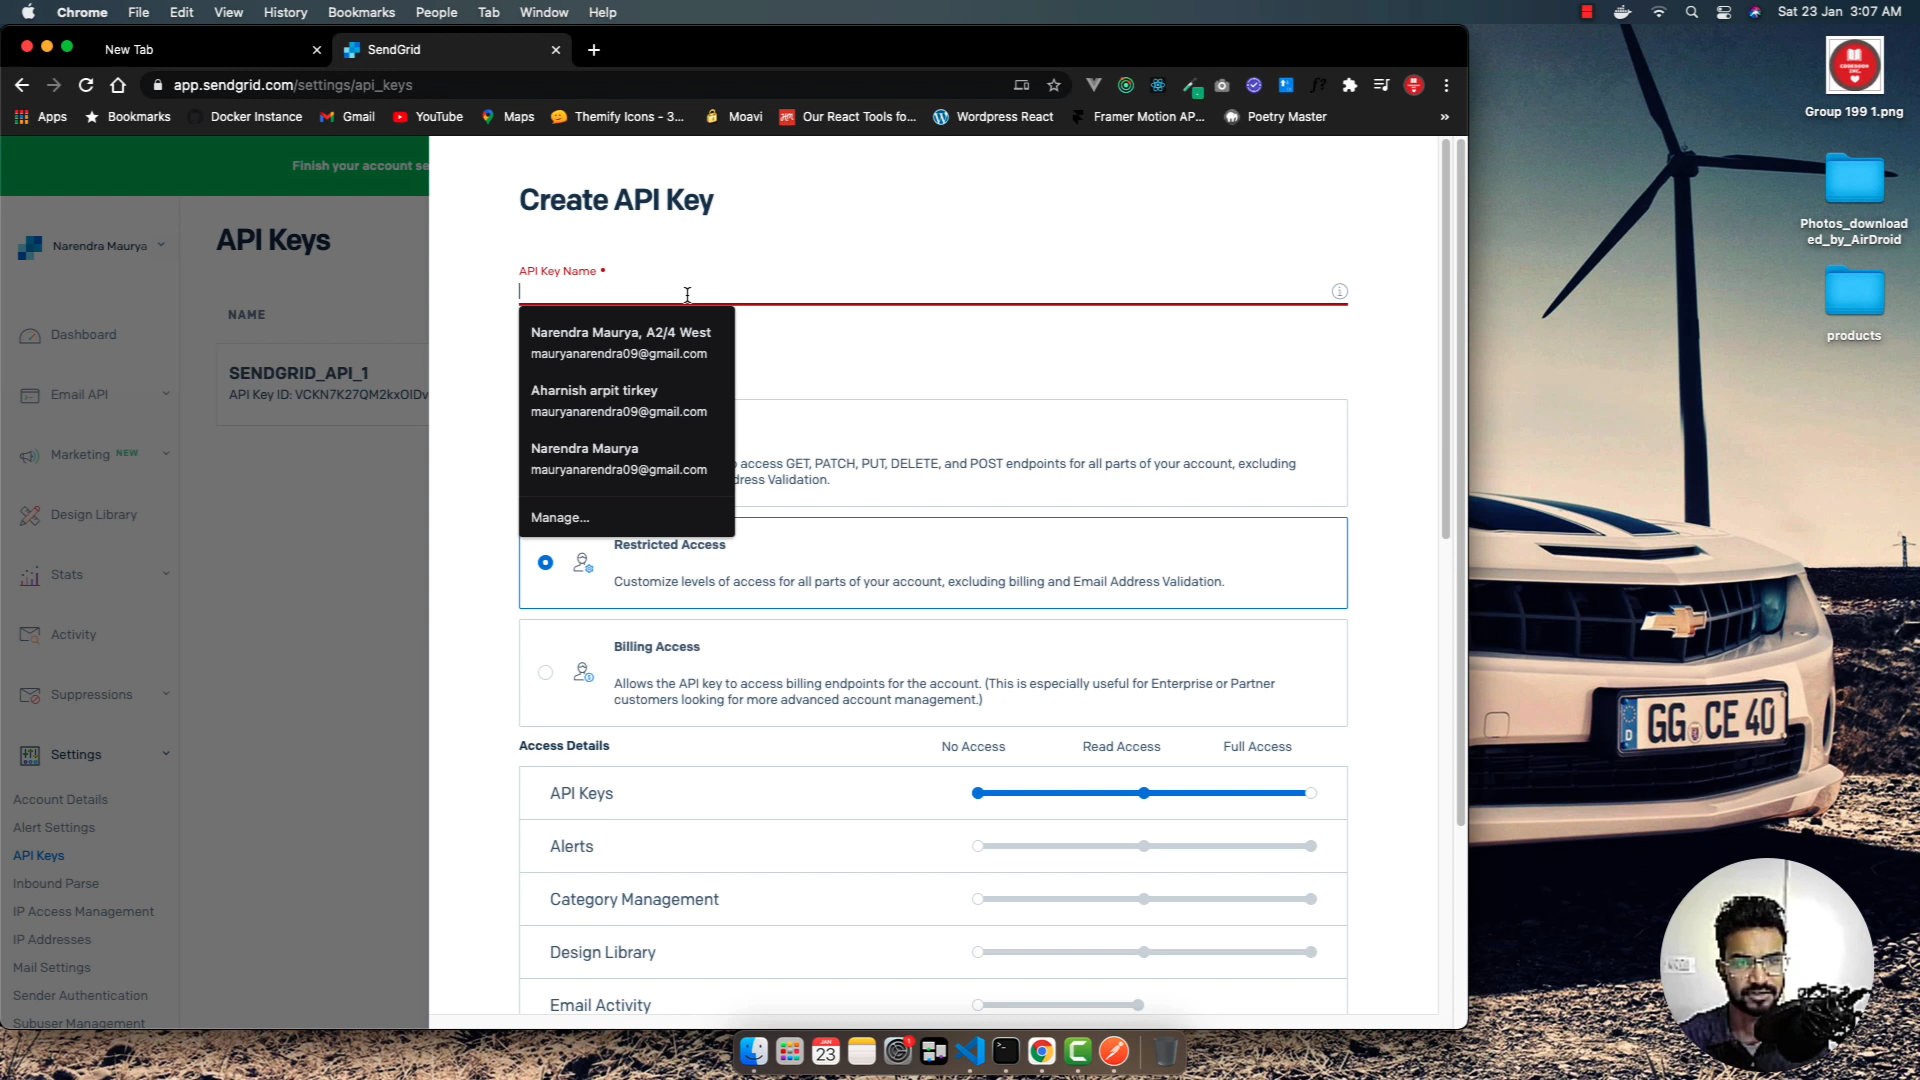 Chrome File Edit View History Bookmarks People Tab Window Help
Sat 23 Jan 3:07 AM
New Tab
SendGrid
app.sendgrid.com/settings/api_keys
Apps Bookmarks Docker Instance Gmail YouTube Maps Themify Icons - 3... Moavi Our React Tools fo... Wordpress React Framer Motion AP... Poetry Master »
Group 199 1.png
Photos_download
ed_by_AirDroid
products
Finish your account se
Narendra Maurya
Dashboard
Email API
Marketing NEW
Design Library
Stats
Activity
Suppressions
Settings
Account Details
Alert Settings
API Keys
Inbound Parse
IP Access Management
IP Addresses
Mail Settings
Sender Authentication
Subuser Management
API Keys
NAME
SENDGRID_API_1
API Key ID: VCKN7K27QM2kxOIDv
Create API Key
API Key Name
Narendra Maurya, A2/4 West
mauryanarendra09@gmail.com
Aharnish arpit tirkey
mauryanarendra09@gmail.com
Narendra Maurya
mauryanarendra09@gmail.com
Manage...
access GET, PATCH, PUT, DELETE, and POST endpoints for all parts of your account, excluding
dress Validation.
Restricted Access
Customize levels of access for all parts of your account, excluding billing and Email Address Validation.
Billing Access
Allows the API key to access billing endpoints for the account. (This is especially useful for Enterprise or Partner
customers looking for more advanced account management.)
Access Details No Access Read Access Full Access
API Keys
Alerts
Category Management
Design Library
Email Activity
GG CE 40
JAN
23